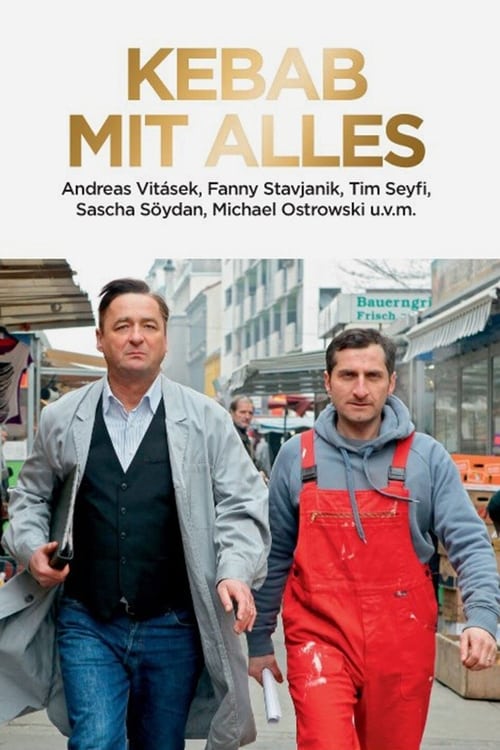 KEBAB
MIT ALLES
Andreas Vitásek, Fanny Stavjanik, Tim Seyfi,
Sascha Söydan, Michael Ostrowski u.v.m.
Bauerngri
Frisch